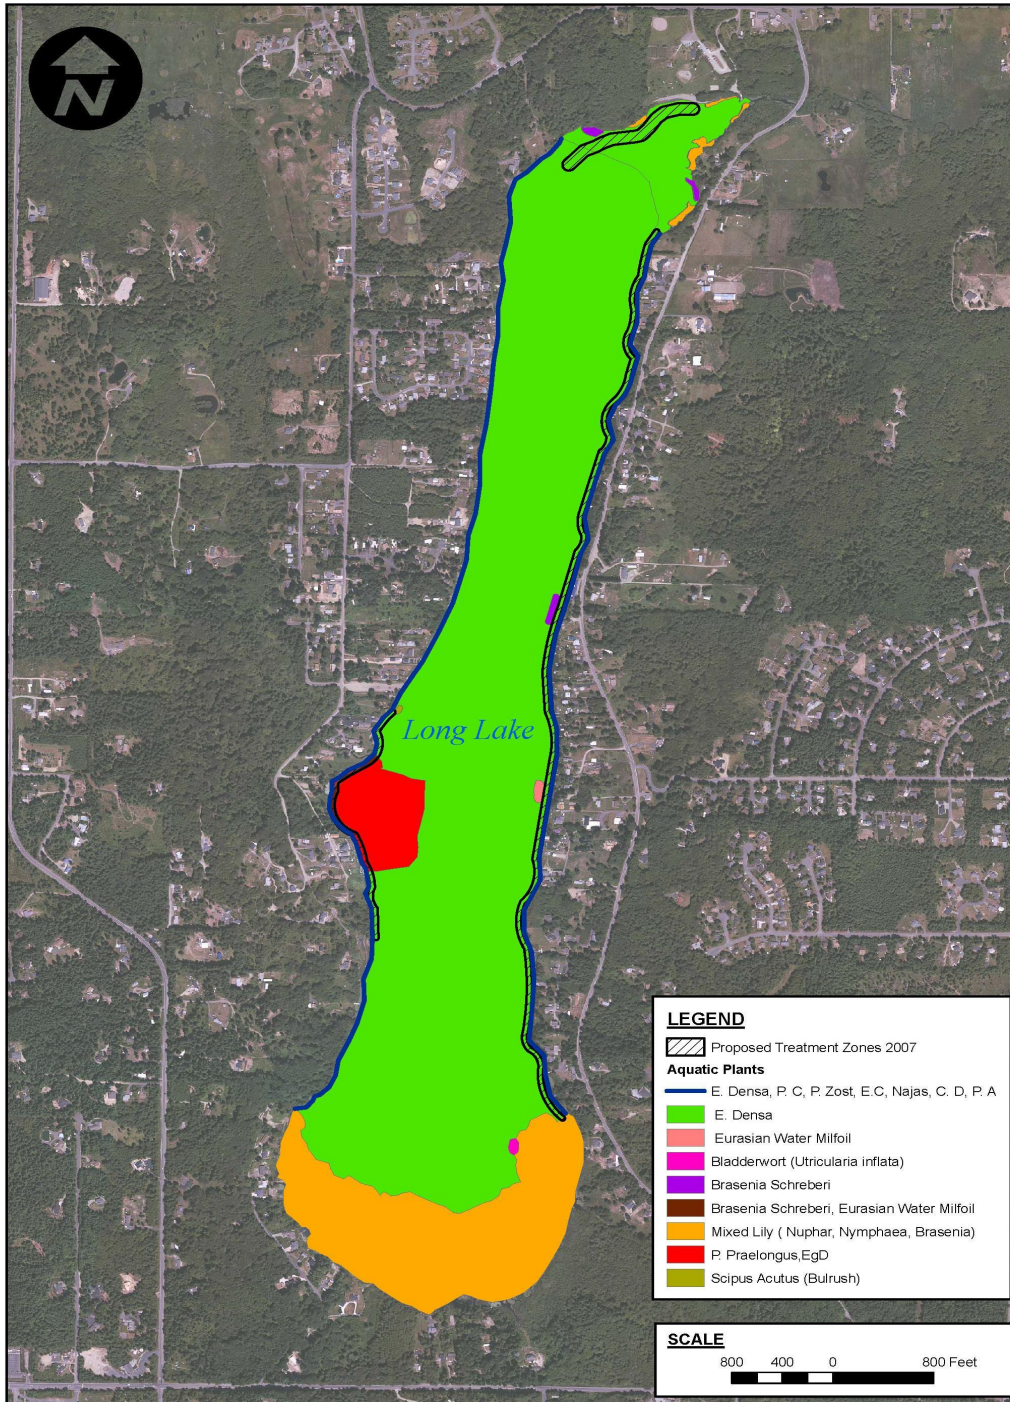 N
Long Lake
LEGEND
Proposed Treatment Zones 2007
Aquatic Plants
E. Densa, P. C, P. Zost, E.C, Najas, C. D, P. A
E. Densa
Eurasian Water Milfoil
Bladderwort (Utricularia inflata)
Brasenia Schreberi
Brasenia Schreberi, Eurasian Water Milfoil
Mixed Lily ( Nuphar, Nymphaea, Brasenia)
P. Praelongus,EgD
Scipus Acutus (Bulrush)
SCALE
800 400 0 800 Feet